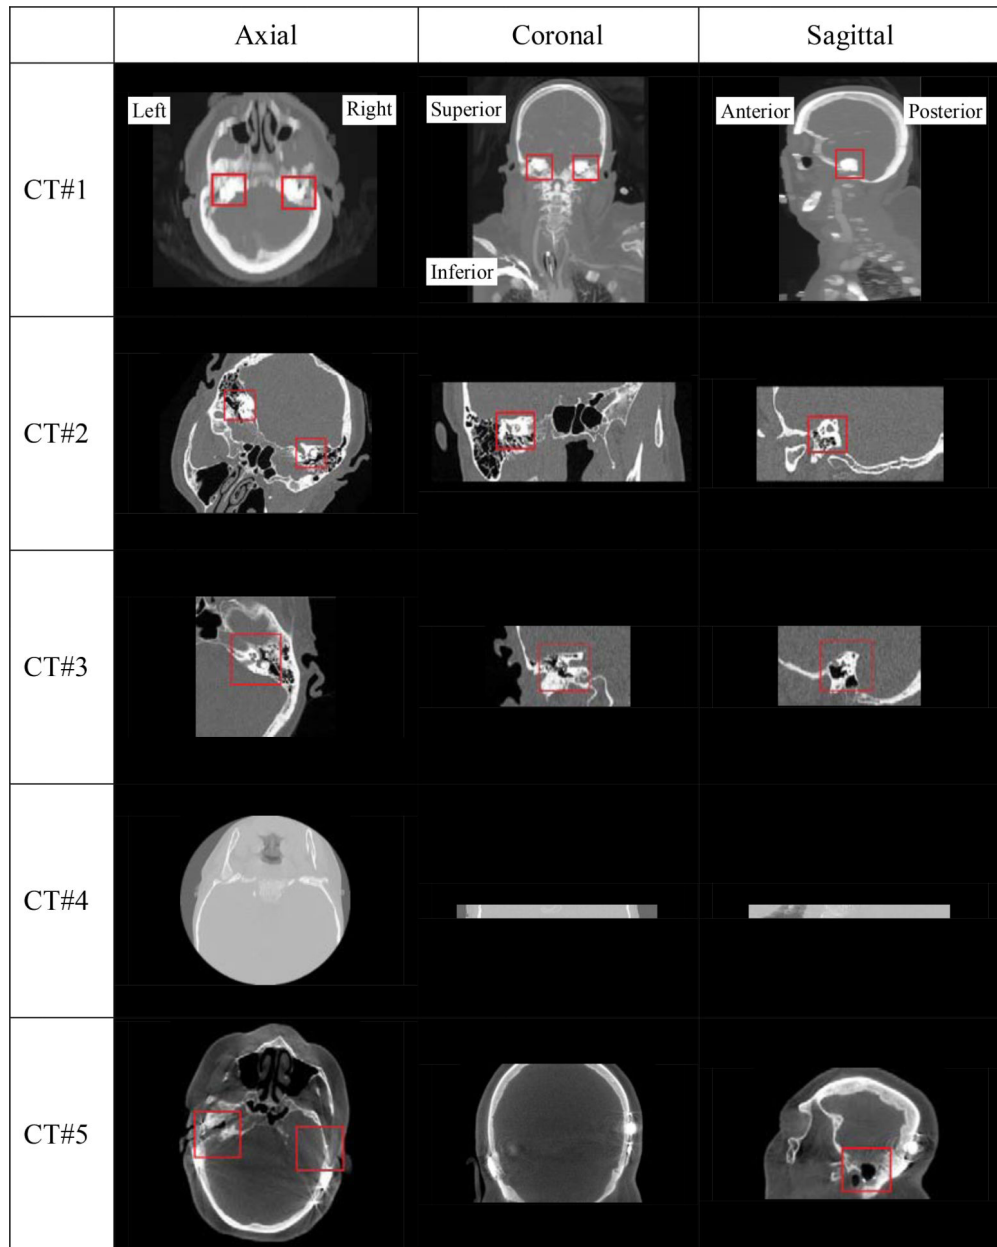 Axial Coronal Sagittal
CT#1
Left Right Superior Anterior Posterior
Inferior
CT#2
CT#3
CT#4
CT#5